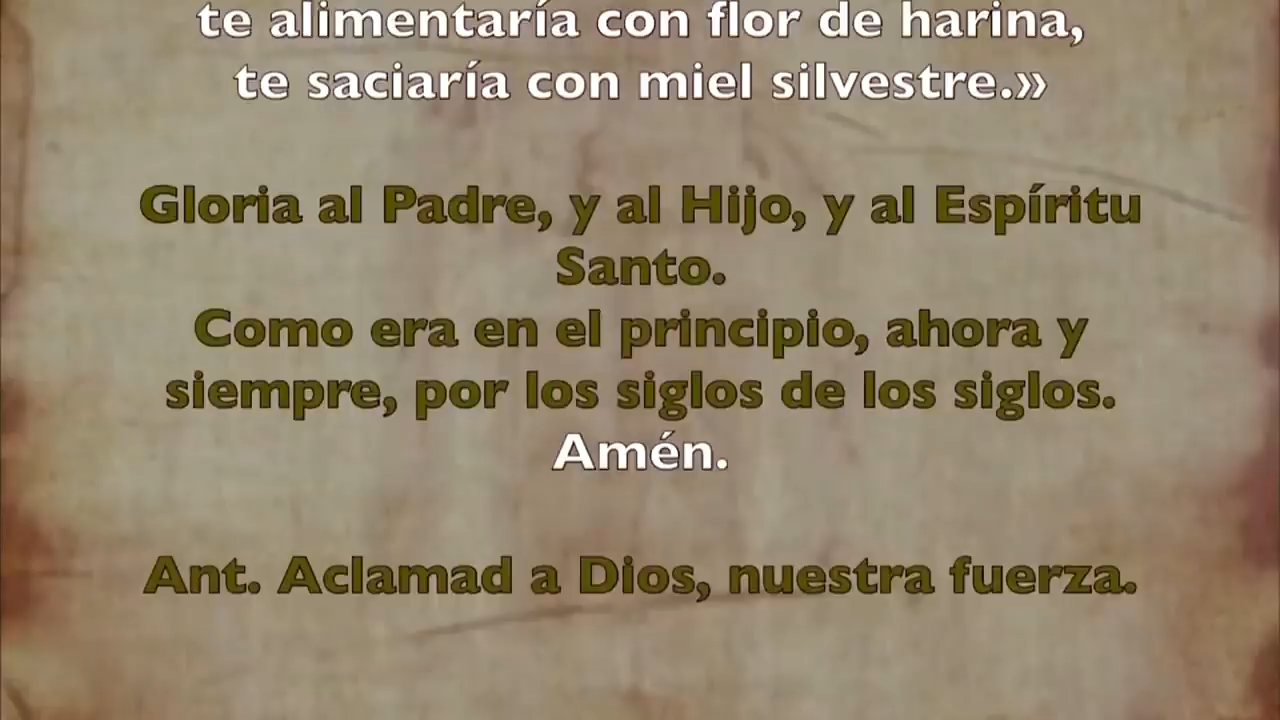 te alimentaría con flor de harina,
te saciaría con miel silvestre.»
Gloria al Padre, y al Hijo, y al Espíritu
Santo.
Como era en el principio, ahora y
siempre, por los siglos de los siglos.
Amén.
Ant. Aclamad a Dios, nuestra fuerza.